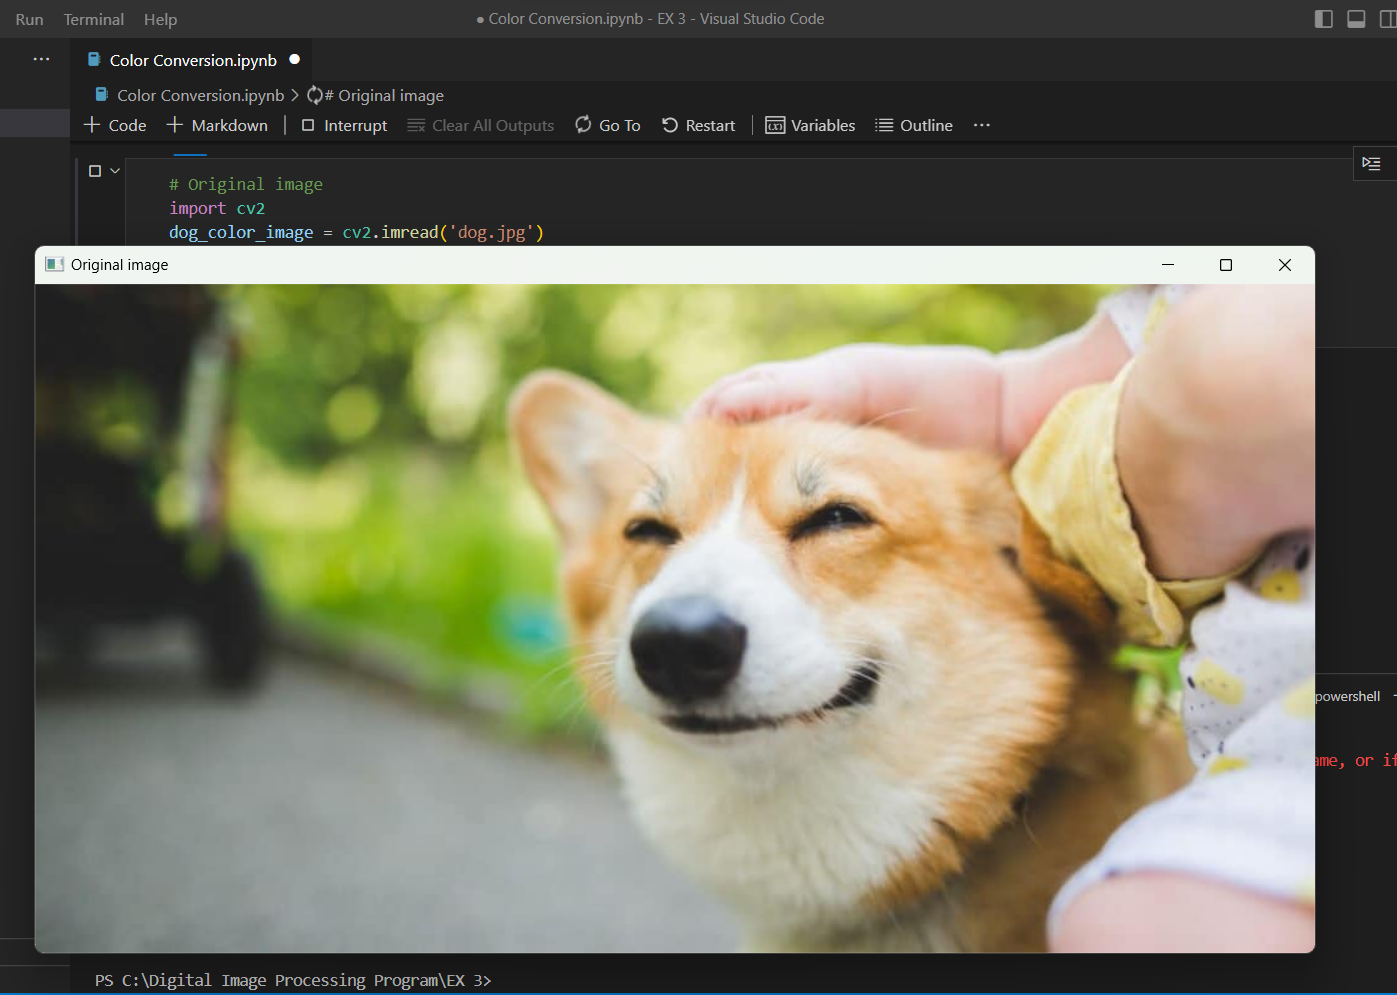 Run Terminal Help ● Color Conversion.ipynb - EX 3 - Visual Studio Code
... Color Conversion.ipynb ●
Color Conversion.ipynb > # Original image
+ Code + Markdown | Interrupt Clear All Outputs Go To Restart | Variables Outline ...
# Original image
import cv2
dog_color_image = cv2.imread('dog.jpg')
Original image
powershell
ame, or if
PS C:\Digital Image Processing Program\EX 3>